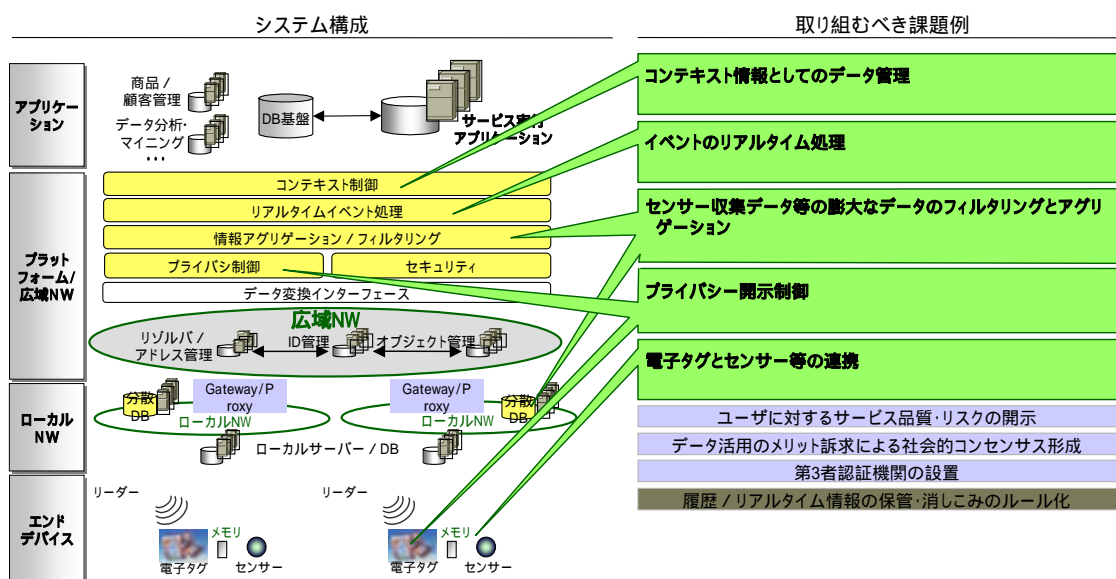 システム構成
取り組むべき課題例
アプリケー
ション
商品 /
顧客管理
データ分析・
マイニング
・・・
DB基盤
サービス実行
アプリケーション
コンテキスト情報としてのデータ管理
イベントのリアルタイム処理
センサー収集データ等の膨大なデータのフィルタリングとアグリ
ゲーション
プライバシー開示制御
電子タグとセンサー等の連携
プラット
フォーム/
広域NW
コンテキスト制御
リアルタイムイベント処理
情報アグリゲーション / フィルタリング
プライバシ制御
セキュリティ
データ変換インターフェース
広域NW
リゾルバ /
アドレス管理
ID管理
オブジェクト管理
ローカル
NW
分散
DB
Gateway/P
roxy
ローカルNW
Gateway/P
roxy
ローカルNW
分散
DB
ローカルサーバー / DB
ユーザに対するサービス品質・リスクの開示
データ活用のメリット訴求による社会的コンセンサス形成
第3者認証機関の設置
履歴 / リアルタイム情報の保管・消しこみのルール化
エンド
デバイス
リーダー
メモリ
電子タグ
センサー
リーダー
メモリ
電子タグ
センサー